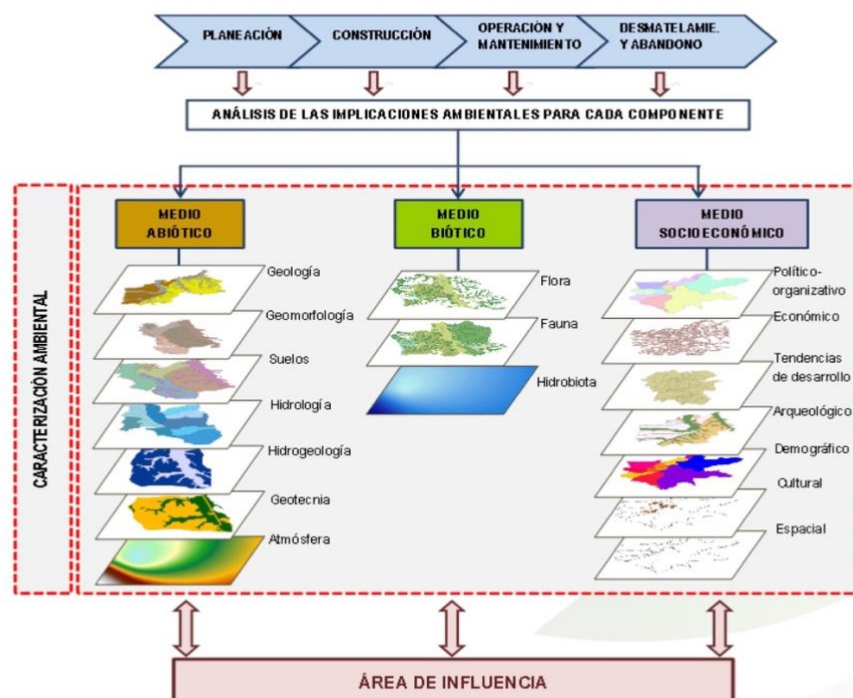 PLANEACIÓN
CONSTRUCCIÓN
OPERACIÓN Y
MANTENIMIENTO
DESMATELAMIE.
Y ABANDONO
ANÁLISIS DE LAS IMPLICACIONES AMBIENTALES PARA CADA COMPONENTE
CARACTERIZACIÓN AMBIENTAL
MEDIO
ABIÓTICO
Geología
Geomorfología
Suelos
Hidrología
Hidrogeología
Geotecnia
Atmósfera
MEDIO
BIÓTICO
Flora
Fauna
Hidrobiota
MEDIO
SOCIOECONÓMICO
Político-
organizativo
Económico
Tendencias
de desarrollo
Arqueológico
Demográfico
Cultural
Espacial
ÁREA DE INFLUENCIA